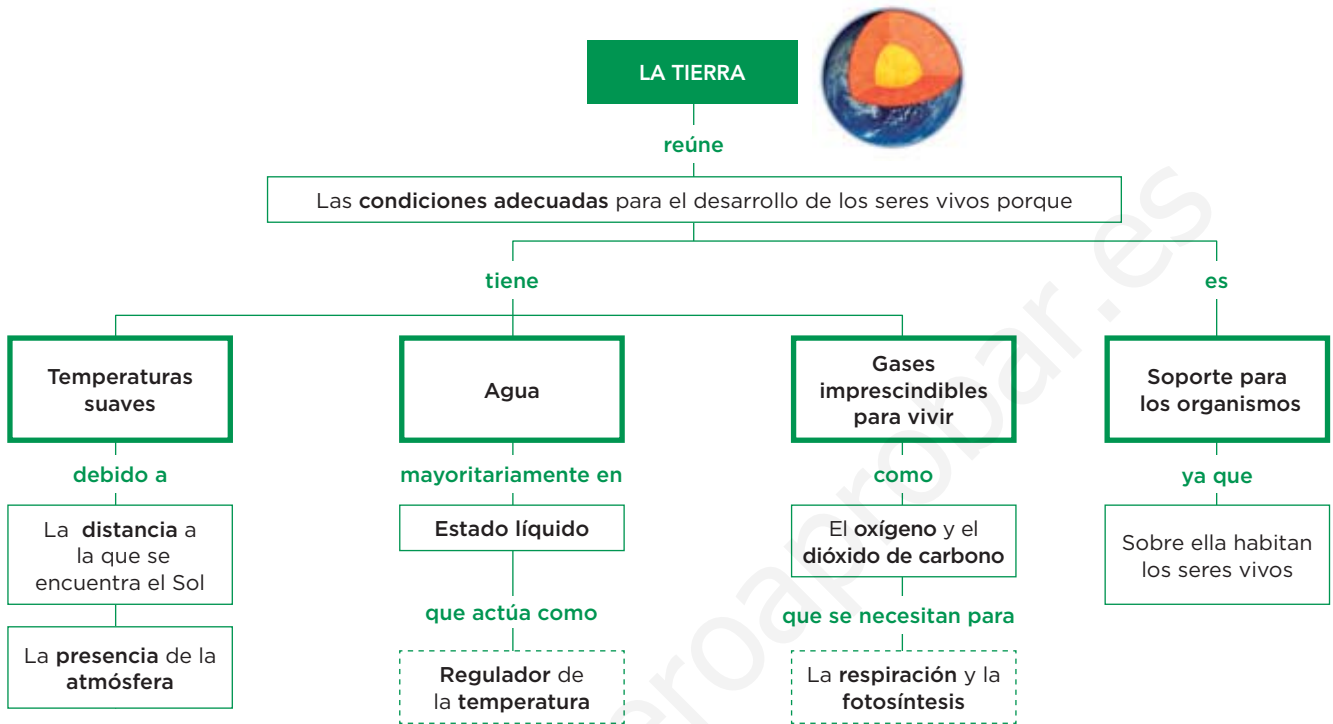 LA TIERRA
reúne
Las condiciones adecuadas para el desarrollo de los seres vivos porque
tiene
es
Temperaturas
suaves
Agua
Gases
imprescindibles
para vivir
Soporte para
los organismos
debido a
mayoritariamente en
como
ya que
La distancia a
la que se
encuentra el Sol
Estado líquido
El oxígeno y el
dióxido de carbono
Sobre ella habitan
los seres vivos
que actúa como
que se necesitan para
La presencia de la
atmósfera
Regulador de
la temperatura
La respiración y la
fotosíntesis
eroaprobar.es